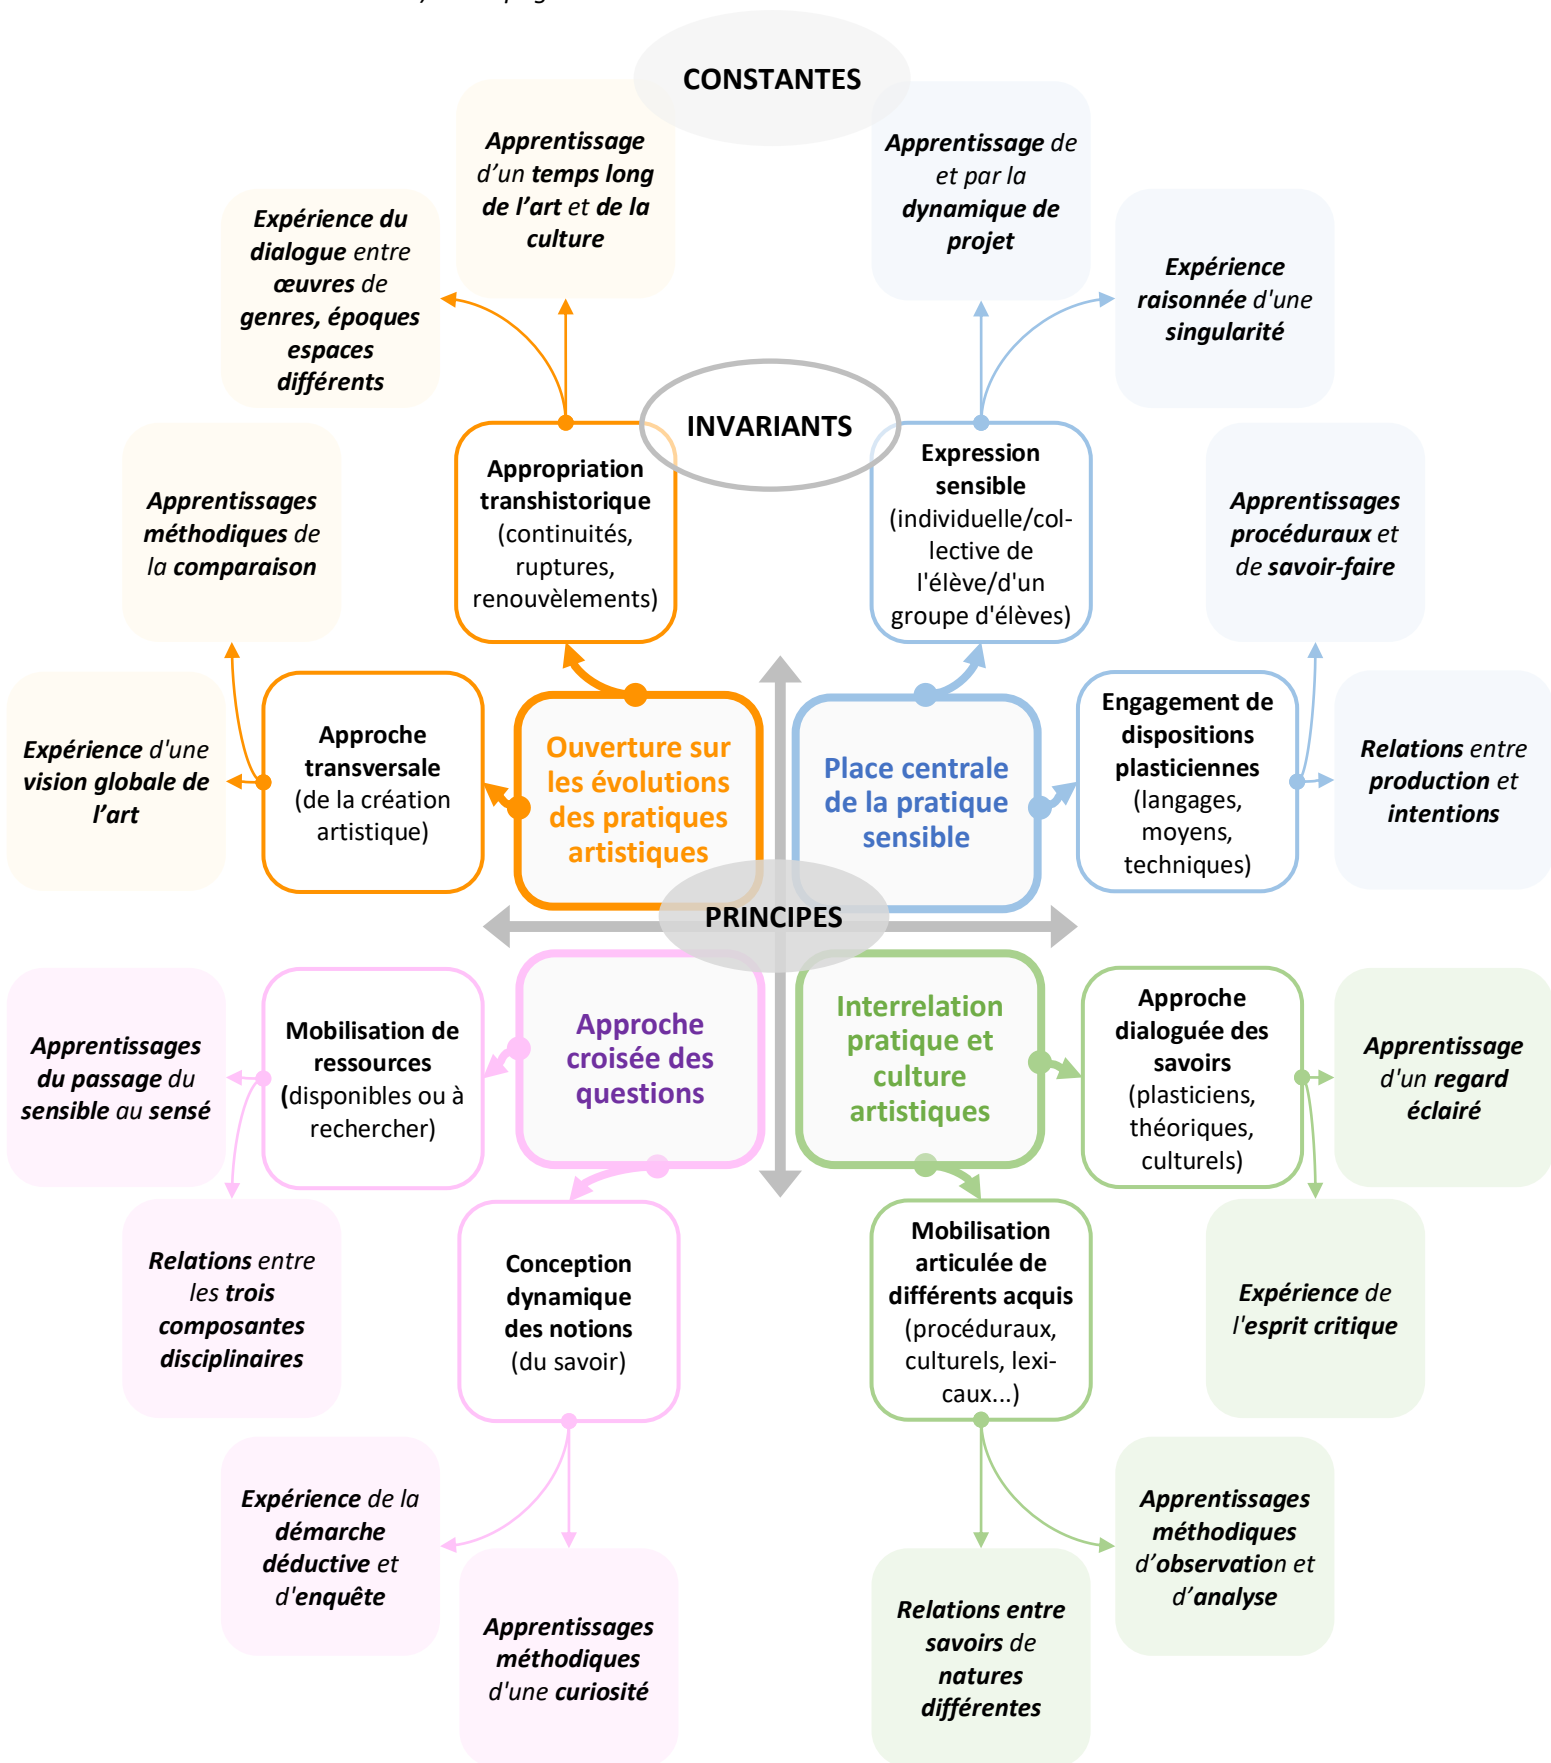 CONSTANTES
Apprentissage
d’un temps long
de l’art et de la
culture
Apprentissage de
et par la
dynamique de
projet
Expérience du
dialogue entre
œuvres de
genres, époques
espaces
différents
Expérience
raisonnée d'une
singularité
INVARIANTS
Appropriation
transhistorique
(continuités,
ruptures,
renouvèlements)
Expression
sensible
(individuelle/col-
lective de
l'élève/d'un
groupe d'élèves)
Apprentissages
méthodiques de
la comparaison
Apprentissages
procéduraux et
de savoir-faire
Expérience d'une
vision globale de
l’art
Approche
transversale
(de la création
artistique)
Ouverture sur
les évolutions
des pratiques
artistiques
Place centrale
de la pratique
sensible
Engagement de
dispositions
plasticiennes
(langages,
moyens,
techniques)
Relations entre
production et
intentions
PRINCIPES
Apprentissages
du passage du
sensible au sensé
Mobilisation de
ressources
(disponibles ou à
rechercher)
Approche
croisée des
questions
Interrelation
pratique et
culture
artistiques
Approche
dialoguée des
savoirs
(plasticiens,
théoriques,
culturels)
Apprentissage
d'un regard
éclairé
Relations entre
les trois
composantes
disciplinaires
Conception
dynamique
des notions
(du savoir)
Mobilisation
articulée de
différents acquis
(procéduraux,
culturels, lexi-
caux...)
Expérience de
l'esprit critique
Expérience de la
démarche
déductive et
d'enquête
Apprentissages
méthodiques
d'une curiosité
Relations entre
savoirs de
natures
différentes
Apprentissages
méthodiques
d’observation et
d’analyse